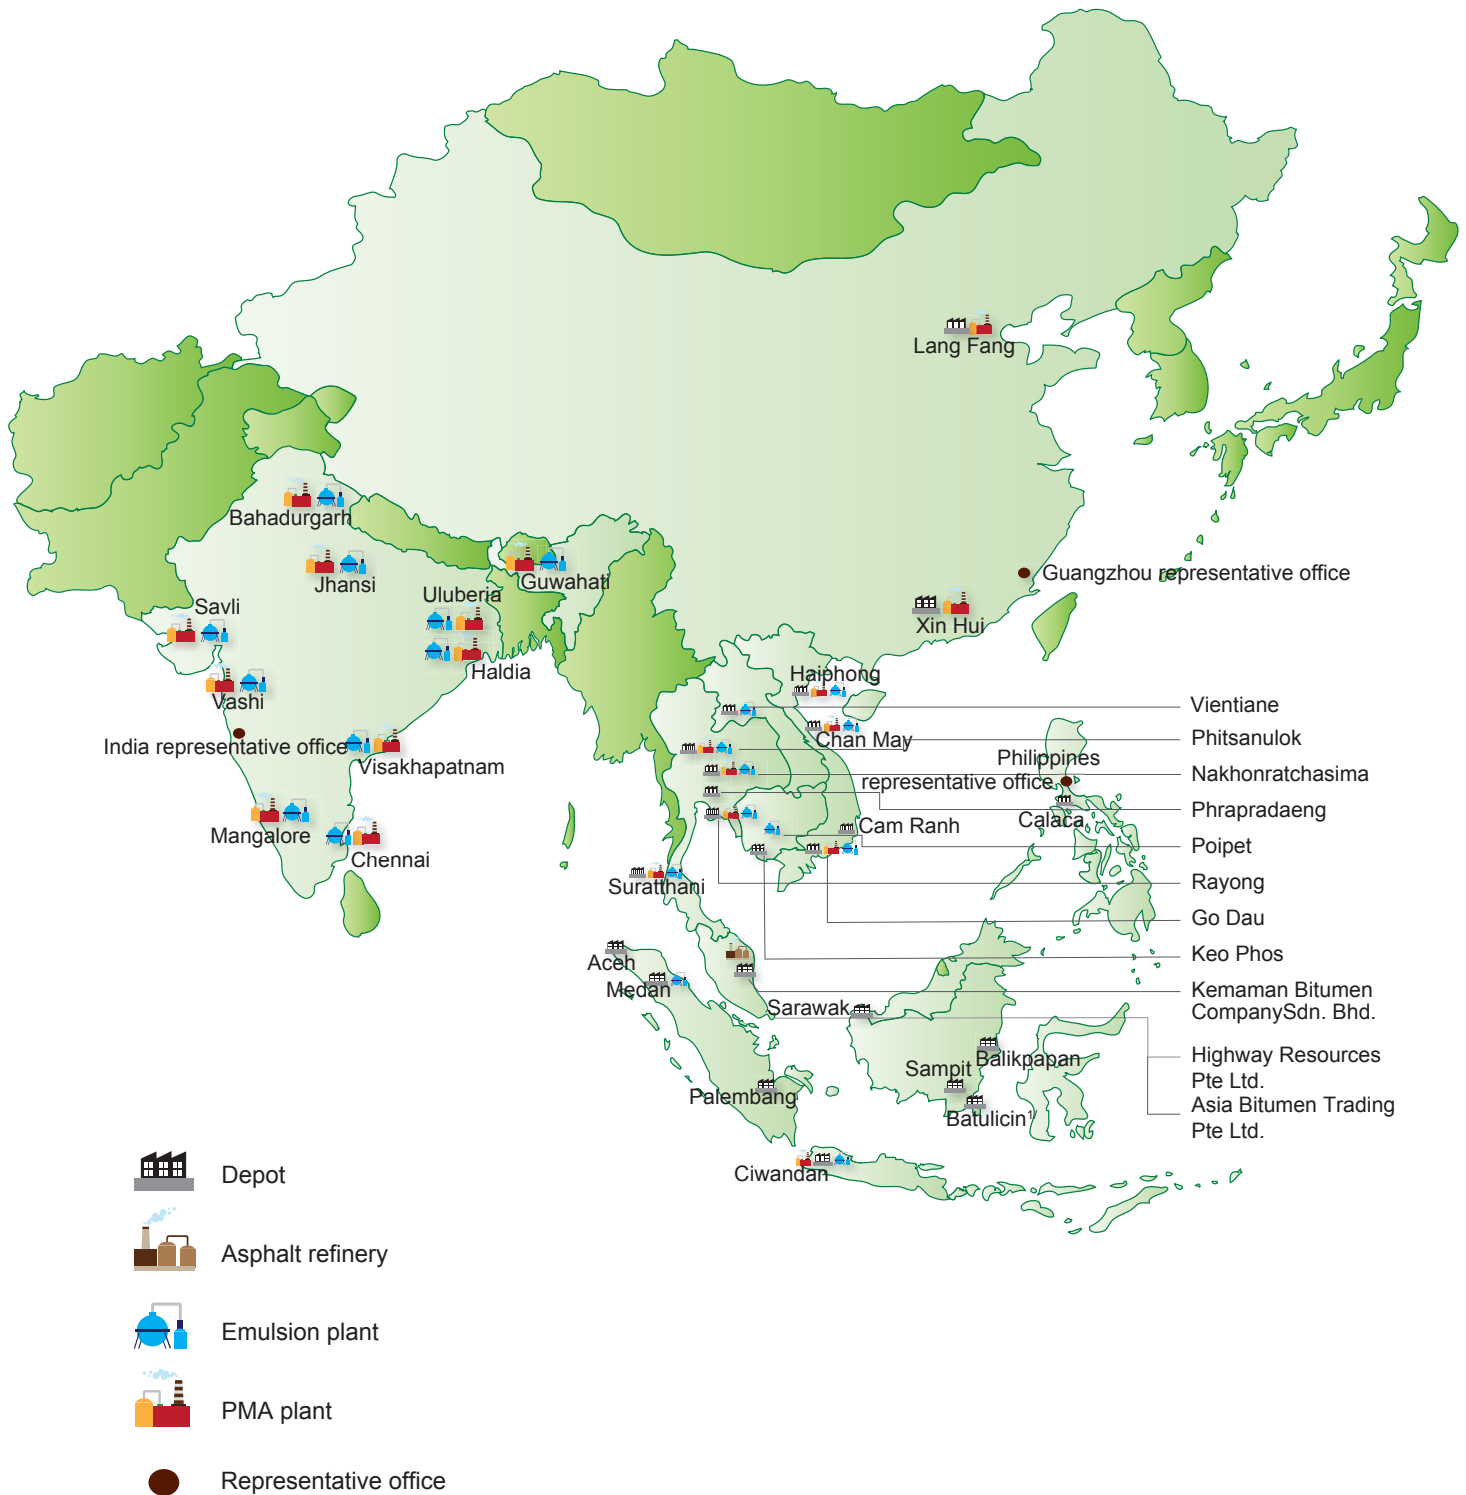 Lang Fang
Bahadurgarh
Jhansi
Guwahati
Uluberia
Savli
Haldia
Vashi
India representative office
Visakhapatnam
Mangalore
Chennai
Guangzhou representative office
Xin Hui
Haiphong
Chan May
Philippines
representative office
Calaca
Cam Ranh
Suratthani
Aceh
Medan
Sarawak
Balikpapan
Sampit
Batulicin¹/
Palembang
Ciwandan
Vientiane
Phitsanulok
Nakhonratchasima
Phrapradaeng
Poipet
Rayong
Go Dau
Keo Phos
Kemaman Bitumen
CompanySdn. Bhd.
Highway Resources
Pte Ltd.
Asia Bitumen Trading
Pte Ltd.
Depot
Asphalt refinery
Emulsion plant
PMA plant
Representative office